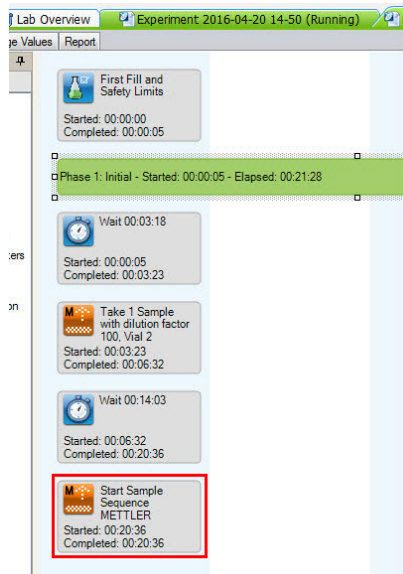 Lab Overview
Experiment 2016-04-20 14-50 (Running)
ge Values
Report
First Fill and
Safety Limits
Started: 00:00:00
Completed: 00:00:05
Phase 1: Initial - Started: 00:00:05 - Elapsed: 00:21:28
Wait 00:03:18
Started: 00:00:05
Completed: 00:03:23
ers
on
M
Take 1 Sample
with dilution factor
100, Vial 2
Started: 00:03:23
Completed: 00:06:32
Wait 00:14:03
Started: 00:06:32
Completed: 00:20:36
M
Start Sample
Sequence
METTLER
Started: 00:20:36
Completed: 00:20:36